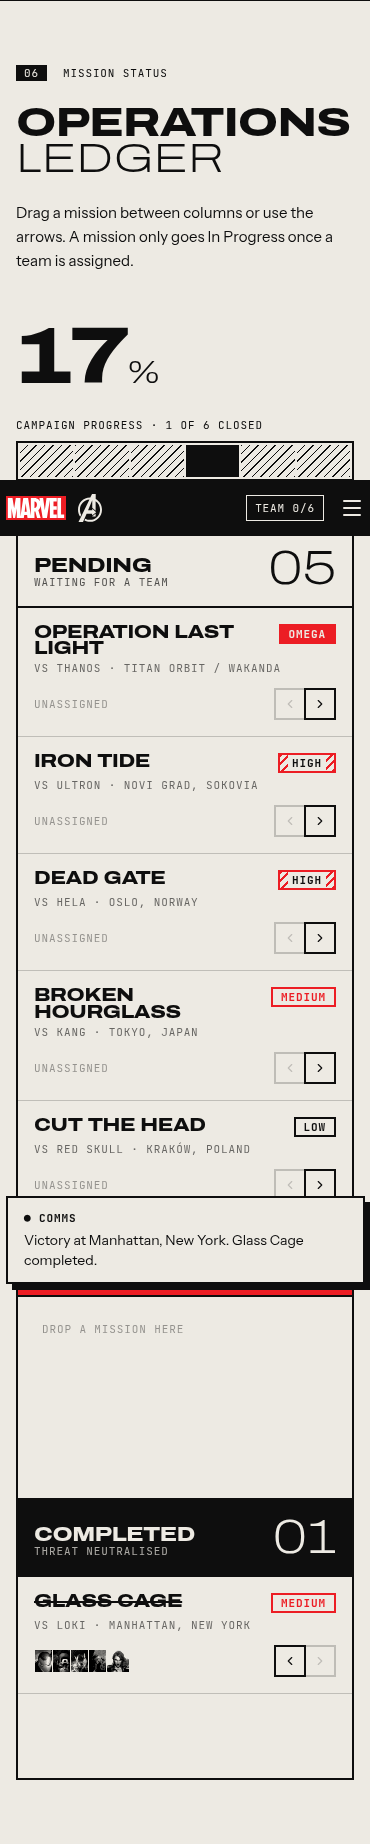 06 MISSION STATUS
OPERATIONS
LEDGER
Drag a mission between columns or use the
arrows. A mission only goes In Progress once a
team is assigned.
17%
CAMPAIGN PROGRESS · 1 OF 6 CLOSED
MARVEL A TEAM 0/6
PENDING 05
WAITING FOR A TEAM
OPERATION LAST OMEGA
LIGHT
VS THANOS · TITAN ORBIT / WAKANDA
UNASSIGNED ‹ ›
IRON TIDE HIGH
VS ULTRON · NOVI GRAD, SOKOVIA
UNASSIGNED ‹ ›
DEAD GATE HIGH
VS HELA · OSLO, NORWAY
UNASSIGNED ‹ ›
BROKEN MEDIUM
HOURGLASS
VS KANG · TOKYO, JAPAN
UNASSIGNED ‹ ›
CUT THE HEAD LOW
VS RED SKULL · KRAKÓW, POLAND
UNASSIGNED ‹ ›
● COMMS
Victory at Manhattan, New York. Glass Cage
completed.
DROP A MISSION HERE
COMPLETED 01
THREAT NEUTRALISED
GLASS CAGE MEDIUM
VS LOKI · MANHATTAN, NEW YORK
‹ ›